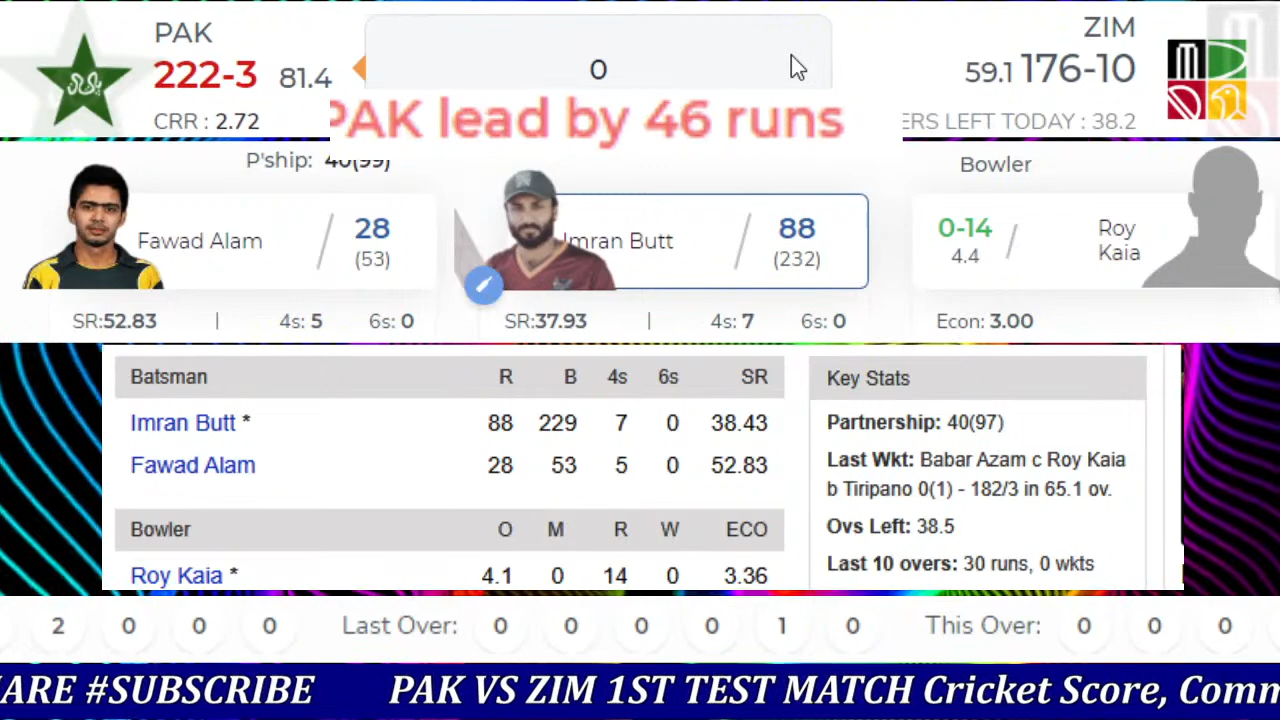 PAK
222-3 81.4
CRR : 2.72
0
PAK lead by 46 runs
ZIM
59.1 176-10
ERS LEFT TODAY : 38.2
P'ship: 40(99)
Fawad Alam
28
(53)
SR:52.83 | 4s: 5 6s: 0
Imran Butt
88
(232)
SR:37.93 | 4s: 7 6s: 0
Bowler
0-14
4.4
Roy
Kaia
Econ: 3.00
Batsman R B 4s 6s SR
Imran Butt * 88 229 7 0 38.43
Fawad Alam 28 53 5 0 52.83
Bowler O M R W ECO
Roy Kaia * 4.1 0 14 0 3.36
Key Stats
Partnership: 40(97)
Last Wkt: Babar Azam c Roy Kaia
b Tiripano 0(1) - 182/3 in 65.1 ov.
Ovs Left: 38.5
Last 10 overs: 30 runs, 0 wkts
2 0 0 0 Last Over: 0 0 0 0 1 0 This Over: 0 0 0
ARE #SUBSCRIBE PAK VS ZIM 1ST TEST MATCH Cricket Score, Comm